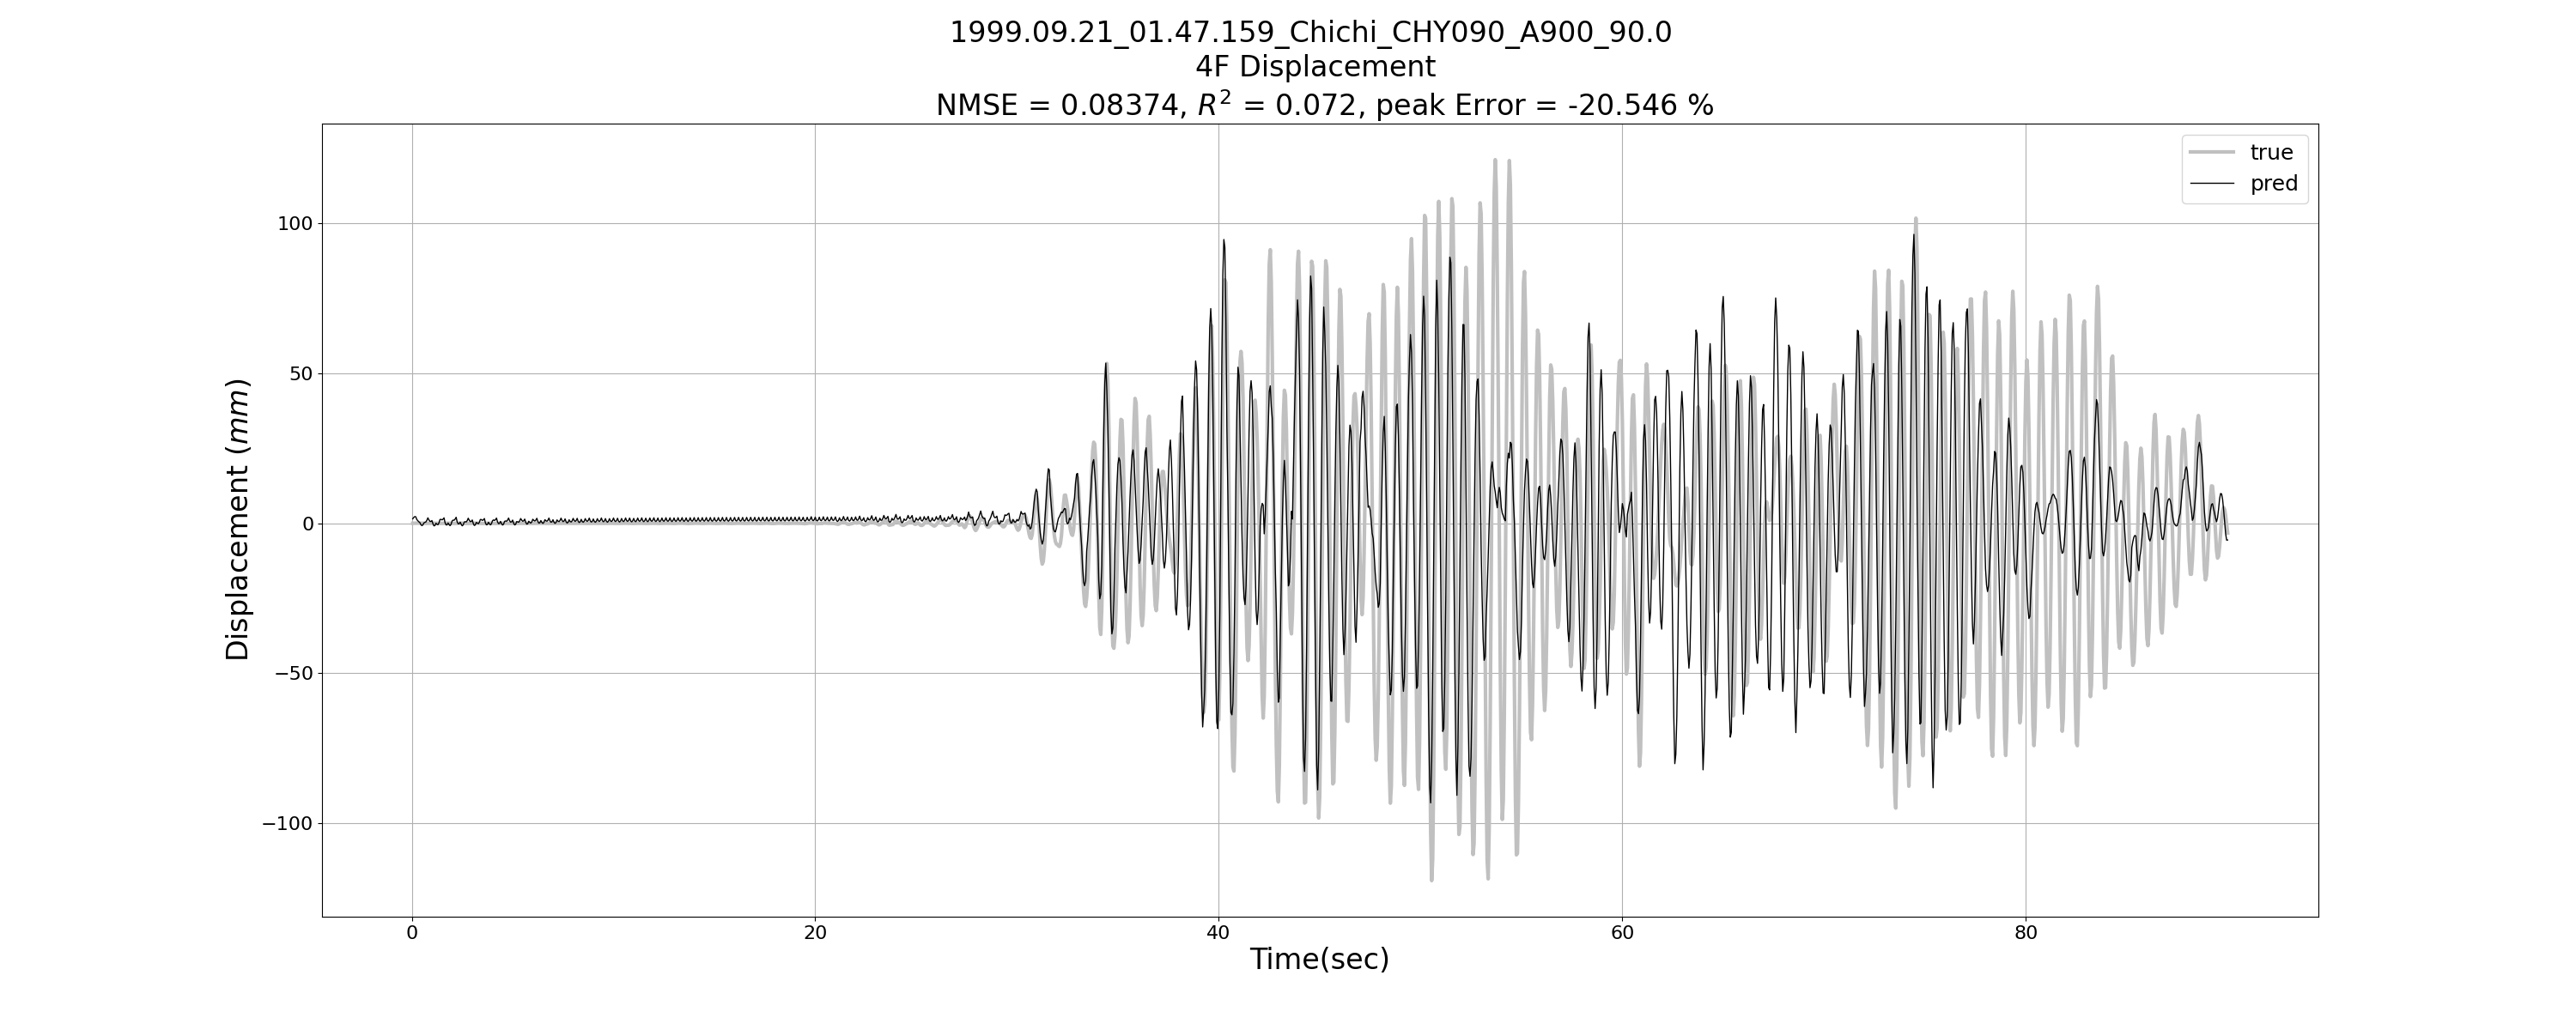 1999.09.21_01.47.159_Chichi_CHY090_A900_90.0
4F Displacement
NMSE = 0.08374, R² = 0.072, peak Error = -20.546 %
true
pred
100
50
0
−50
−100
Displacement (mm)
0
20
40
60
80
Time(sec)